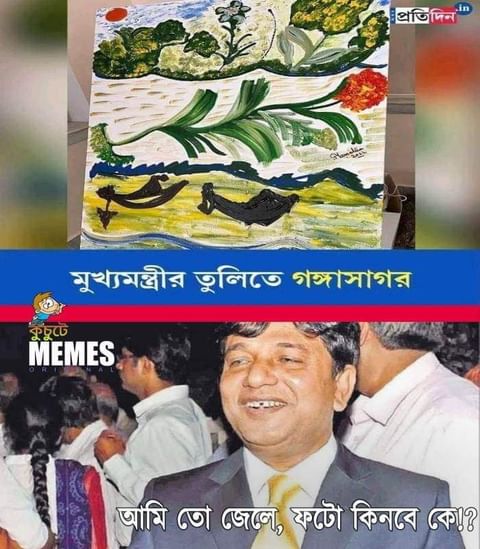 প্রতিদিন.in
মুখ্যমন্ত্রীর তুলিতে গঙ্গাসাগর
কুচুটে
MEMES
ORIGINAL
আমি তো জেলে, ফটো কিনবে কে!?